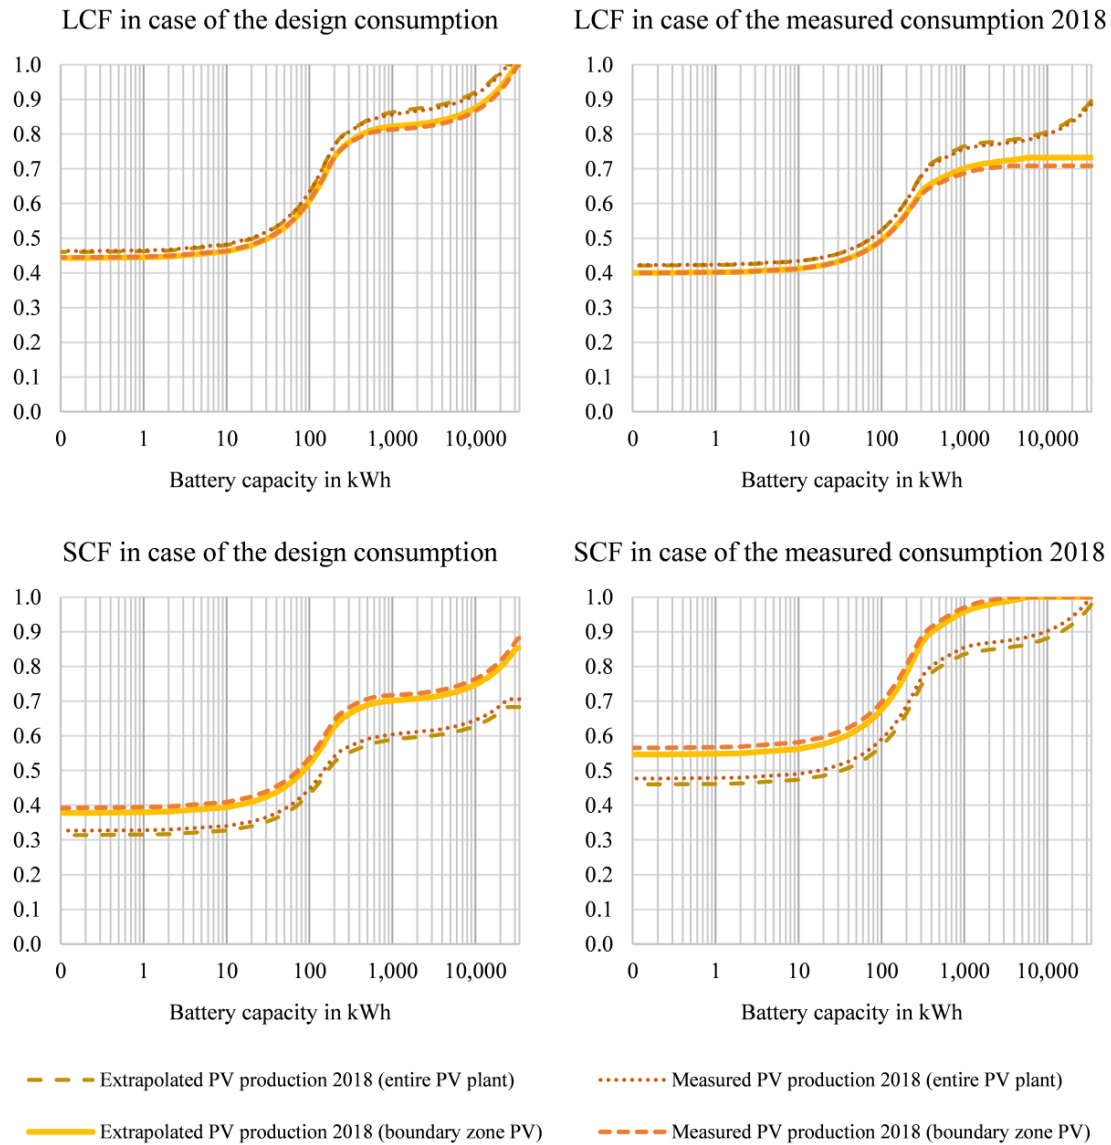 LCF in case of the design consumption
1.0
0.9
0.8
0.7
0.6
0.5
0.4
0.3
0.2
0.1
0.0
0 1 10 100 1,000 10,000
Battery capacity in kWh
LCF in case of the measured consumption 2018
1.0
0.9
0.8
0.7
0.6
0.5
0.4
0.3
0.2
0.1
0.0
0 1 10 100 1,000 10,000
Battery capacity in kWh
SCF in case of the design consumption
1.0
0.9
0.8
0.7
0.6
0.5
0.4
0.3
0.2
0.1
0.0
0 1 10 100 1,000 10,000
Battery capacity in kWh
SCF in case of the measured consumption 2018
1.0
0.9
0.8
0.7
0.6
0.5
0.4
0.3
0.2
0.1
0.0
0 1 10 100 1,000 10,000
Battery capacity in kWh
Extrapolated PV production 2018 (entire PV plant)
Measured PV production 2018 (entire PV plant)
Extrapolated PV production 2018 (boundary zone PV)
Measured PV production 2018 (boundary zone PV)